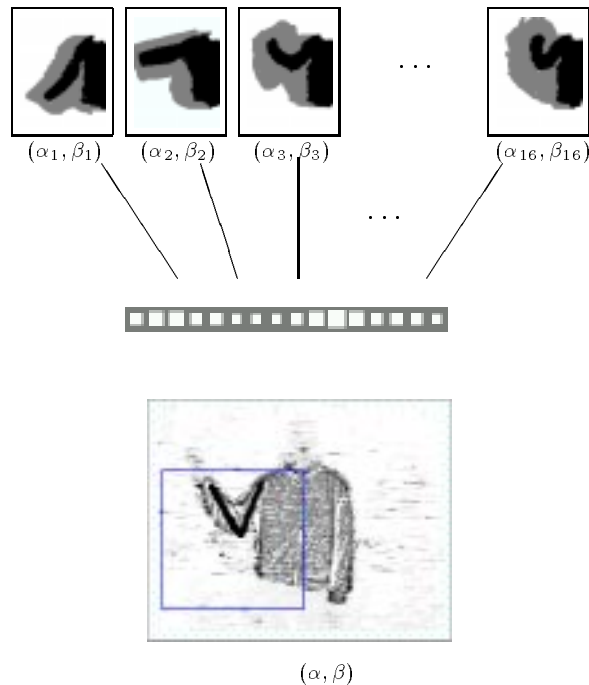 . . .
(α₁, β₁) (α₂, β₂) (α₃, β₃) (α₁₆, β₁₆)
. . .
(α, β)